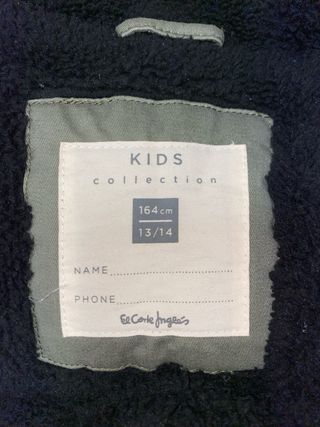 KIDS
collection
164cm
13/14
NAME
PHONE
El Corte Inglés